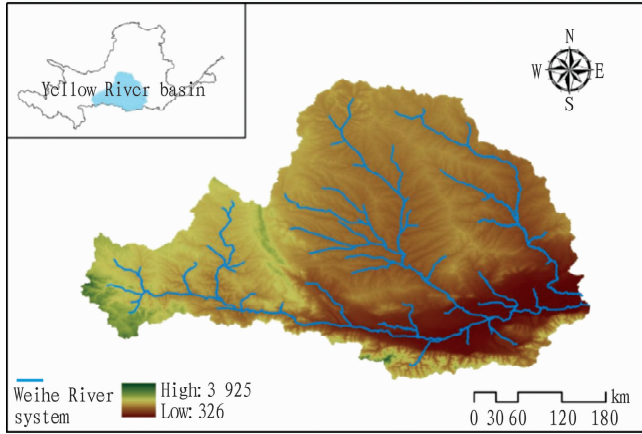 Yellow River basin
N
W E
S
Weihe River
system
High: 3 925
Low: 326
km
0 30 60 120 180